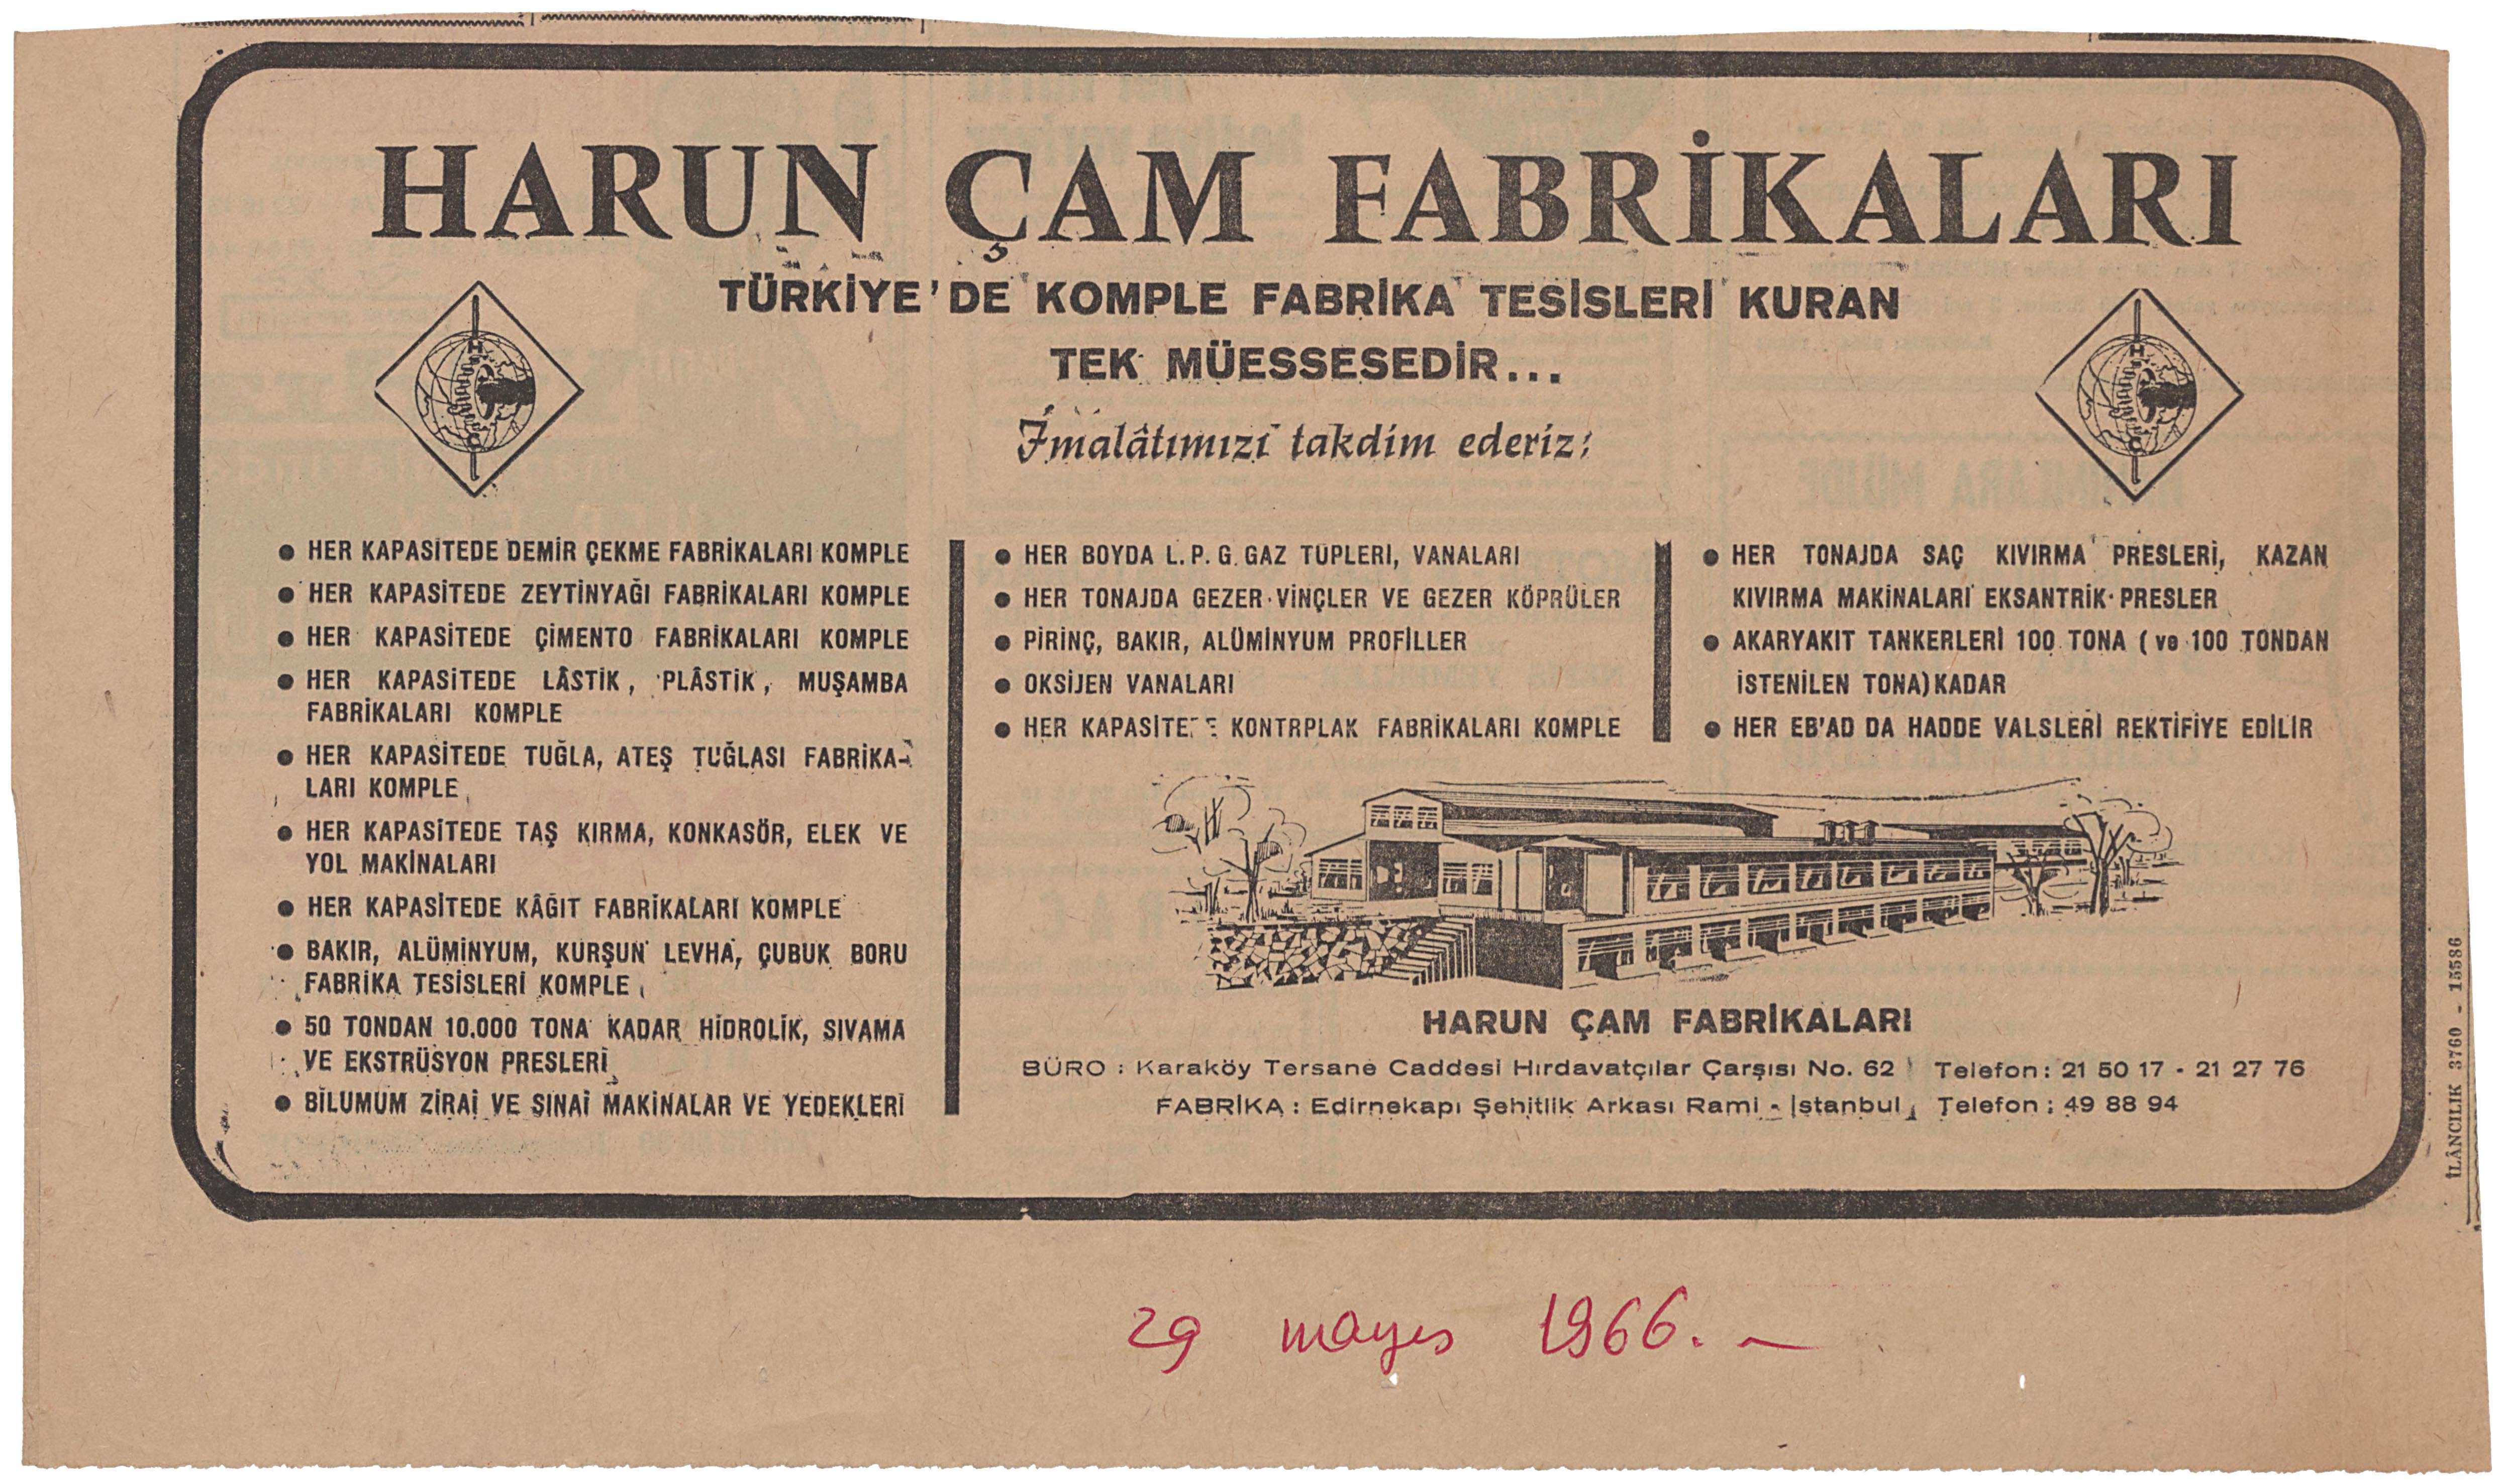 HARUN ÇAM FABRİKALARI
TÜRKİYE'DE KOMPLE FABRİKA TESİSLERİ KURAN
TEK MÜESSESEDİR...
İmalâtımızı takdim ederiz:
● HER KAPASİTEDE DEMİR ÇEKME FABRİKALARI KOMPLE
● HER KAPASİTEDE ZEYTİNYAĞI FABRİKALARI KOMPLE
● HER KAPASİTEDE ÇİMENTO FABRİKALARI KOMPLE
● HER KAPASİTEDE LÂSTİK, PLÂSTİK, MUŞAMBA
FABRİKALARI KOMPLE
● HER KAPASİTEDE TUĞLA, ATEŞ TUĞLASI FABRİKA-
LARI KOMPLE
● HER KAPASİTEDE TAŞ KIRMA, KONKASÖR, ELEK VE
YOL MAKİNALARI
● HER KAPASİTEDE KÂĞIT FABRİKALARI KOMPLE
● BAKIR, ALÜMİNYUM, KURŞUN LEVHA, ÇUBUK BORU
FABRİKA TESİSLERİ KOMPLE
● 50 TONDAN 10.000 TONA KADAR HİDROLİK, SIVAMA
VE EKSTRÜSYON PRESLERİ
● BİLUMUM ZİRAİ VE SINAİ MAKİNALAR VE YEDEKLERİ
● HER BOYDA L.P.G. GAZ TÜPLERİ, VANALARI
● HER TONAJDA GEZER VİNÇLER VE GEZER KÖPRÜLER
● PİRİNÇ, BAKIR, ALÜMİNYUM PROFİLLER
● OKSİJEN VANALARI
● HER KONTRPLAK FABRİKALARI KOMPLE
● HER TONAJDA SAÇ KIVIRMA PRESLERİ, KAZAN
KIVIRMA MAKİNALARI EKSANTRİK PRESLER
● AKARYAKIT TANKERLERİ 100 TONA (ve 100 TONDAN
İSTENİLEN TONA) KADAR
● HER EB'AD DA HADDE VALSLERİ REKTİFİYE EDİLİR
HARUN ÇAM FABRİKALARI
BÜRO : Karaköy Tersane Caddesi Hırdavatçılar Çarşısı No. 62 Telefon : 21 50 17 - 21 27 76
FABRİKA : Edirnekapı Şehitlik Arkası Rami - İstanbul Telefon : 49 88 94
İLÂNCILIK 3760 - 15586
29 mayıs 1966. —